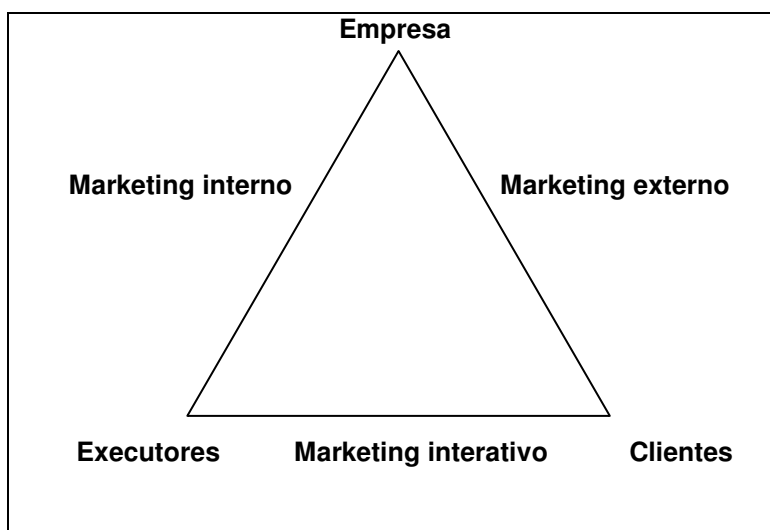 Empresa
Marketing interno Marketing externo
Executores Marketing interativo Clientes